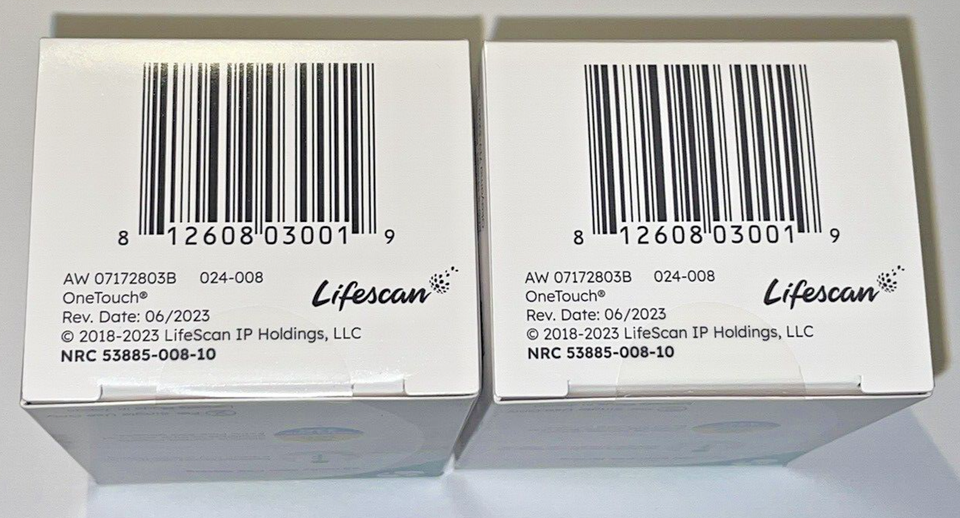 8 12608 03001 9
AW 07172803B 024-008
OneTouch®
Rev. Date: 06/2023
© 2018-2023 LifeScan IP Holdings, LLC
NRC 53885-008-10
Lifescan
8 12608 03001 9
AW 07172803B 024-008
OneTouch®
Rev. Date: 06/2023
© 2018-2023 LifeScan IP Holdings, LLC
NRC 53885-008-10
Lifescan